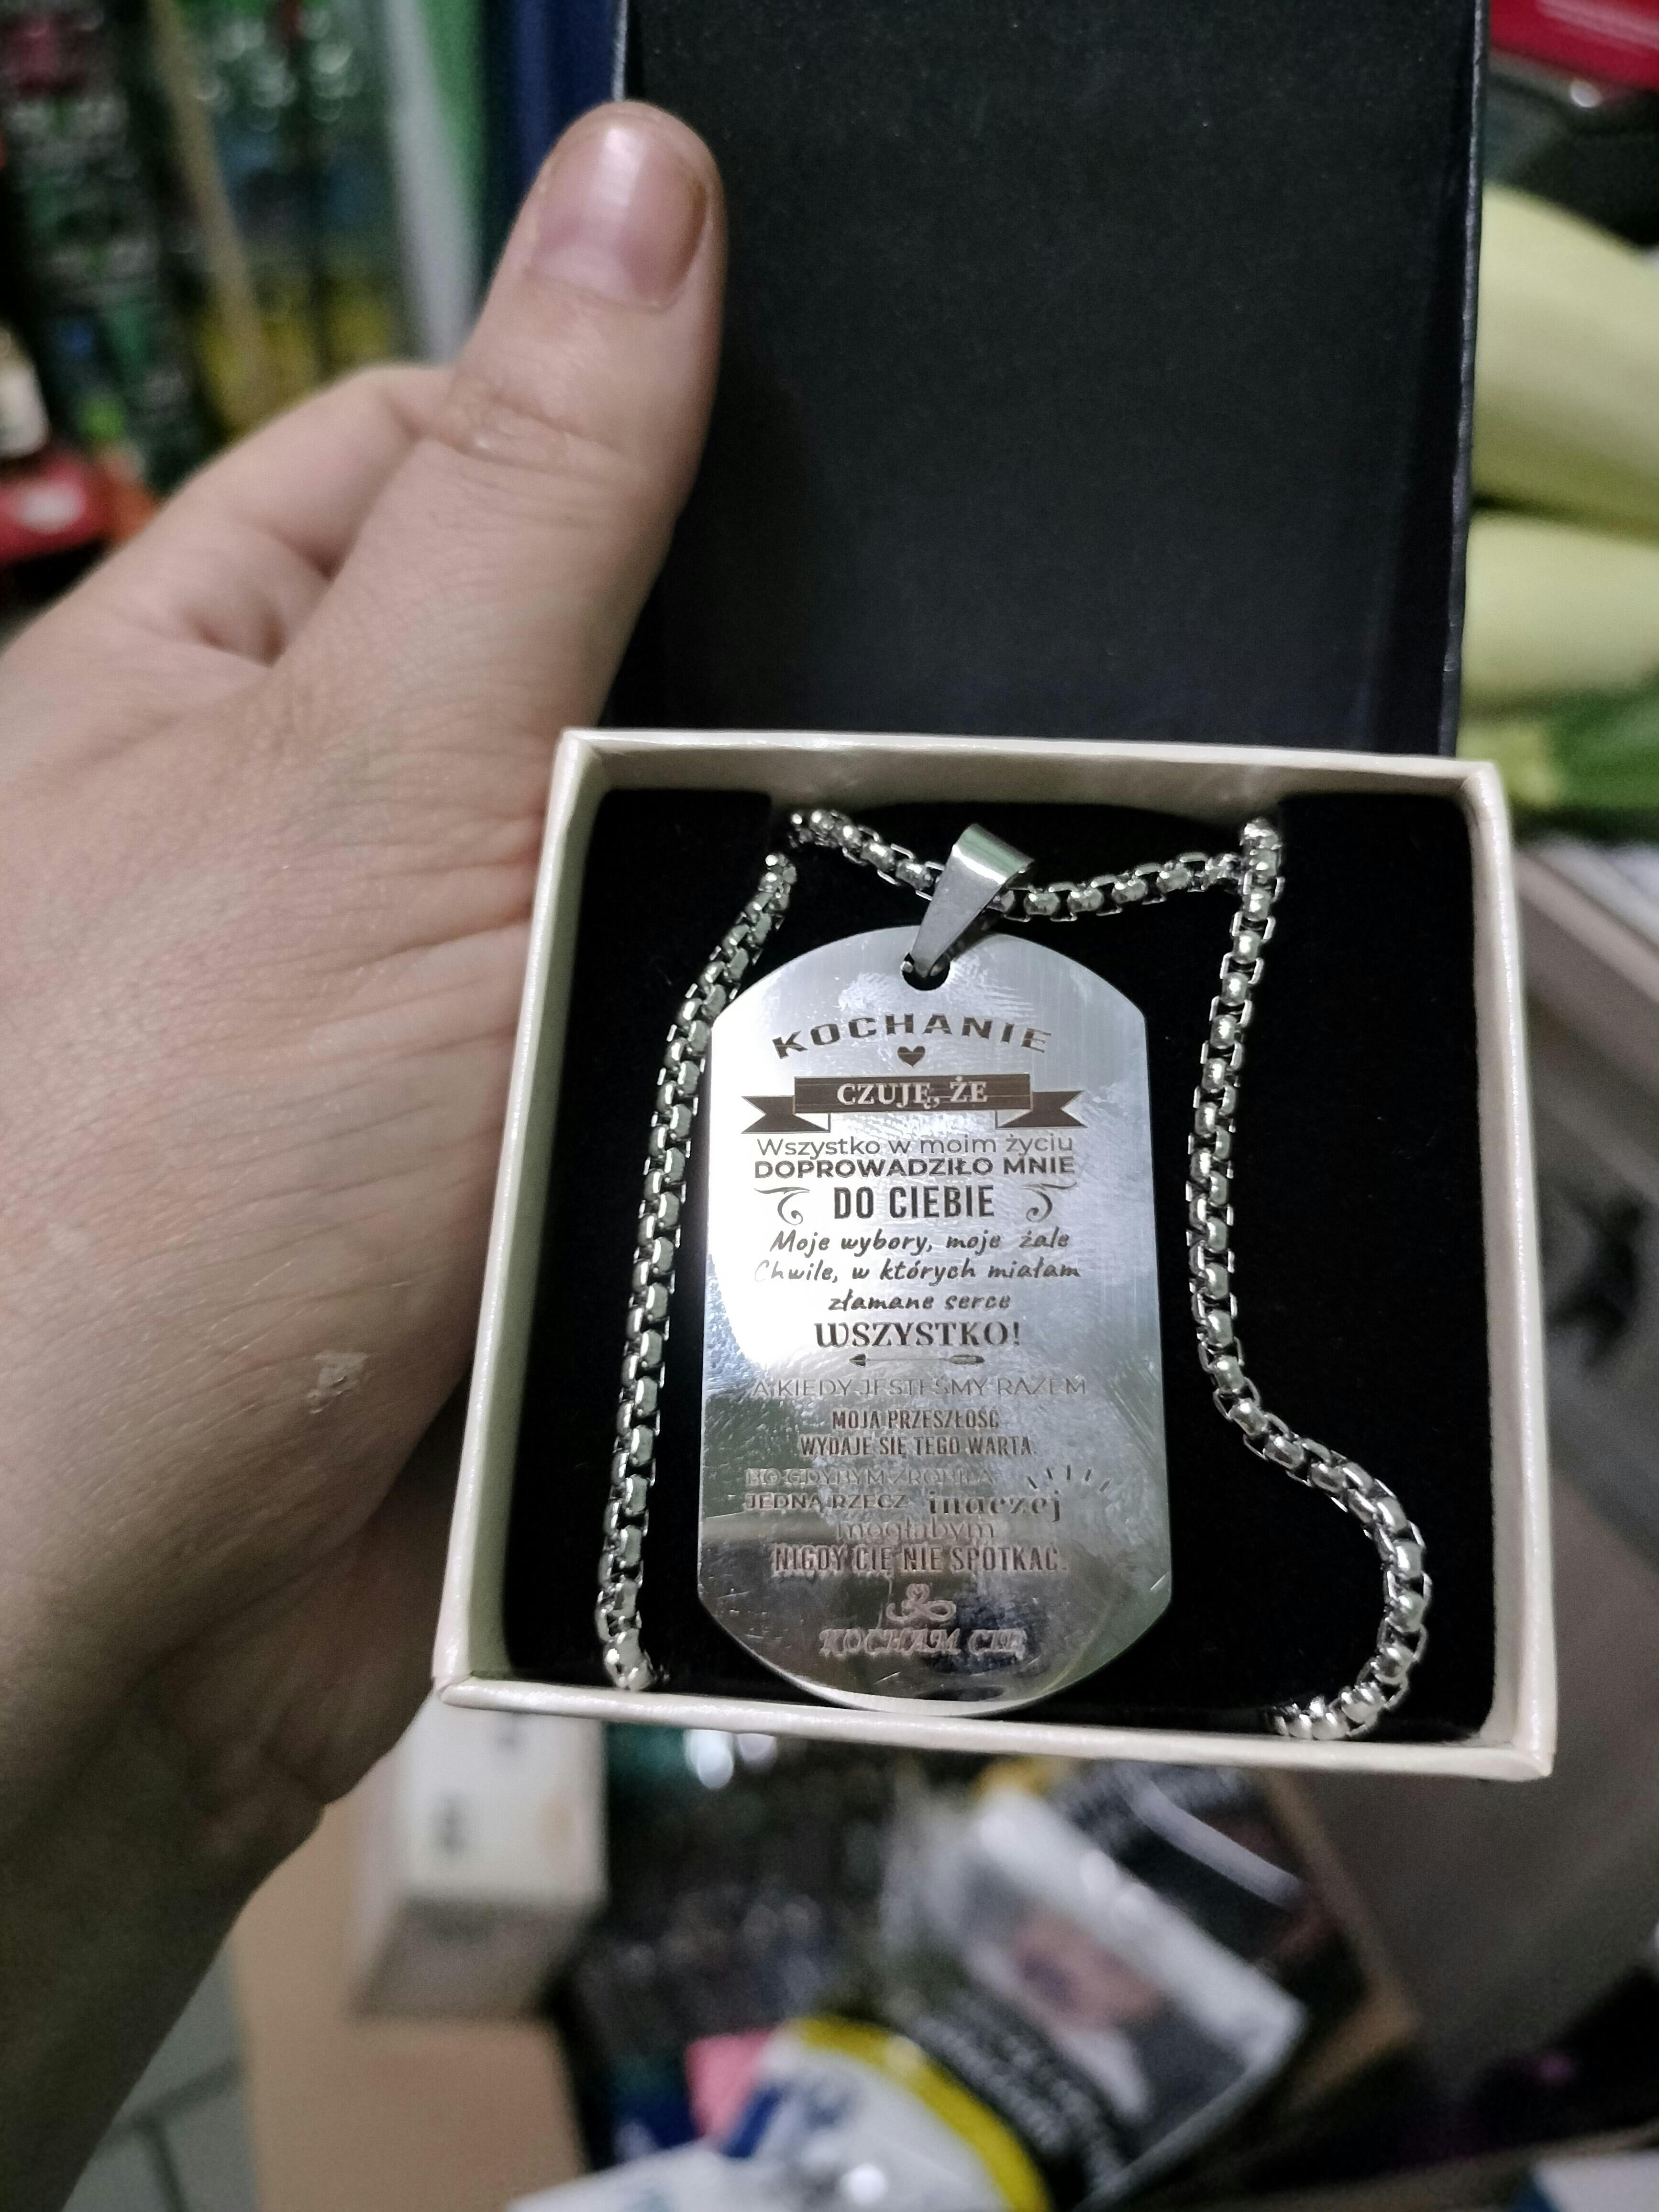 KOCHANIE
CZUJĘ, ŻE
Wszystko w moim życiu
DOPROWADZIŁO MNIE
DO CIEBIE
Moje wybory, moje żale
Chwile, w których miałam
złamane serce
WSZYSTKO!
A KIEDY JESTEŚMY RAZEM
MOJA PRZESZŁOŚĆ
WYDAJE SIĘ TEGO WARTA.
BO GDYBYM ZROBIŁA
JEDNĄ RZECZ inaczej
mogłabym
NIGDY CIĘ NIE SPOTKAĆ.
KOCHAM CIĘ